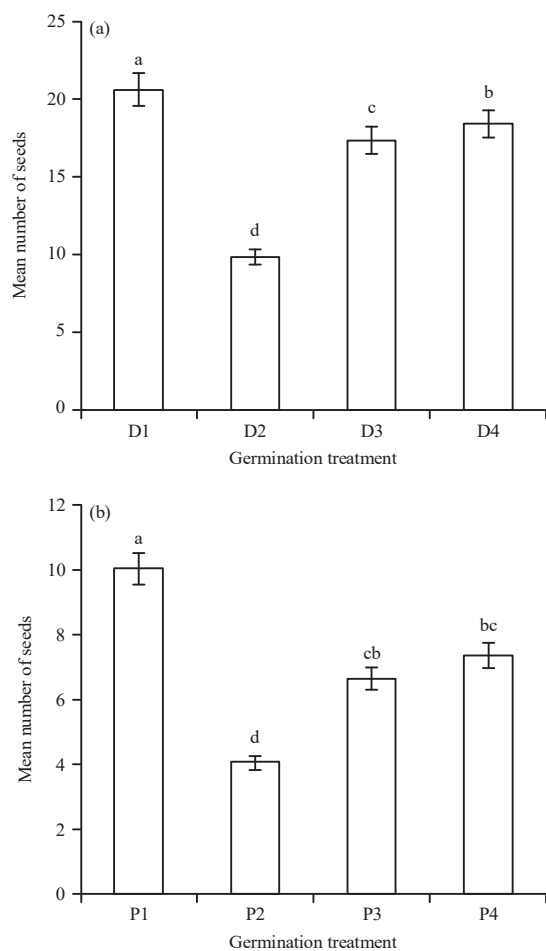 (a)
25
20
15
10
5
0
Mean number of seeds
a
d
c
b
D1 D2 D3 D4
Germination treatment
(b)
12
10
8
6
4
2
0
Mean number of seeds
a
d
cb
bc
P1 P2 P3 P4
Germination treatment